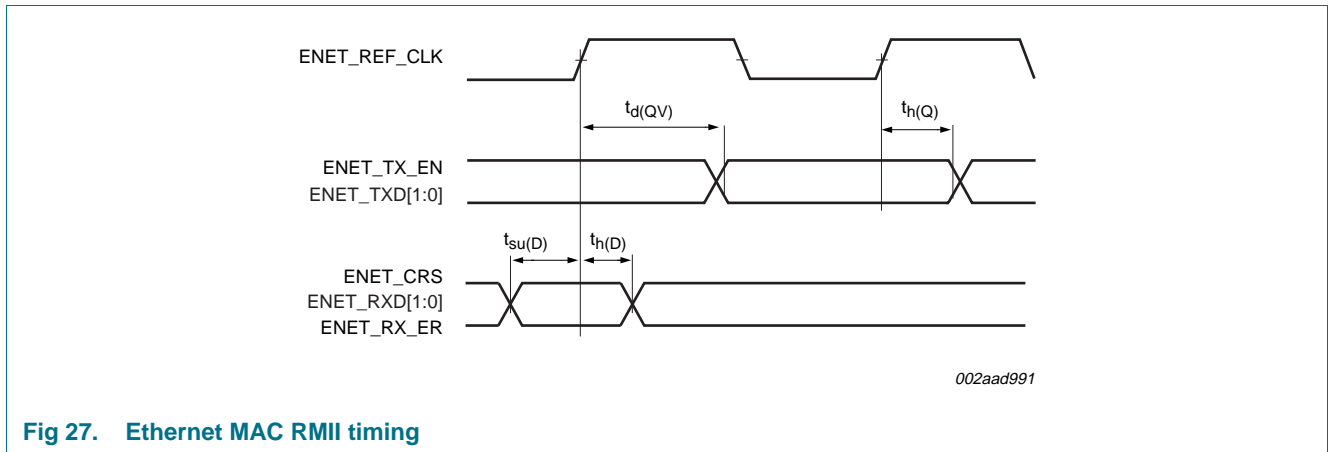 ENET_REF_CLK
td(QV)
th(Q)
ENET_TX_EN
ENET_TXD[1:0]
tsu(D)
th(D)
ENET_CRS
ENET_RXD[1:0]
ENET_RX_ER
002aad991
Fig 27. Ethernet MAC RMII timing